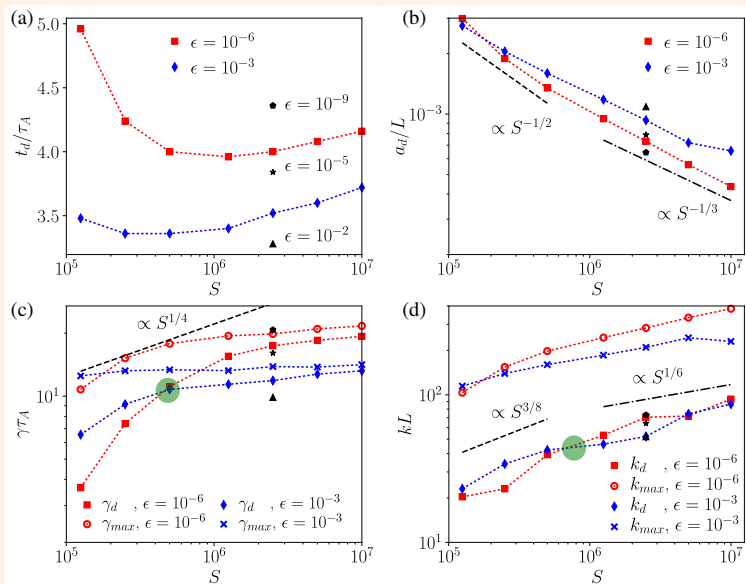 (a)
5.0
4.5
4.0
3.5
t_d/τ_A
ϵ = 10^{-6}
ϵ = 10^{-3}
ϵ = 10^{-9}
ϵ = 10^{-5}
ϵ = 10^{-2}
10^5
10^6
10^7
S
(b)
10^{-3}
a_d/L
ϵ = 10^{-6}
ϵ = 10^{-3}
∝ S^{-1/2}
∝ S^{-1/3}
10^5
10^6
10^7
S
(c)
10^1
γτ_A
∝ S^{1/4}
γ_d , ϵ = 10^{-6}
γ_{max}, ϵ = 10^{-6}
γ_d , ϵ = 10^{-3}
γ_{max}, ϵ = 10^{-3}
10^5
10^6
10^7
S
(d)
10^2
10^1
kL
∝ S^{3/8}
∝ S^{1/6}
k_d , ϵ = 10^{-6}
k_{max}, ϵ = 10^{-6}
k_d , ϵ = 10^{-3}
k_{max}, ϵ = 10^{-3}
10^5
10^6
10^7
S